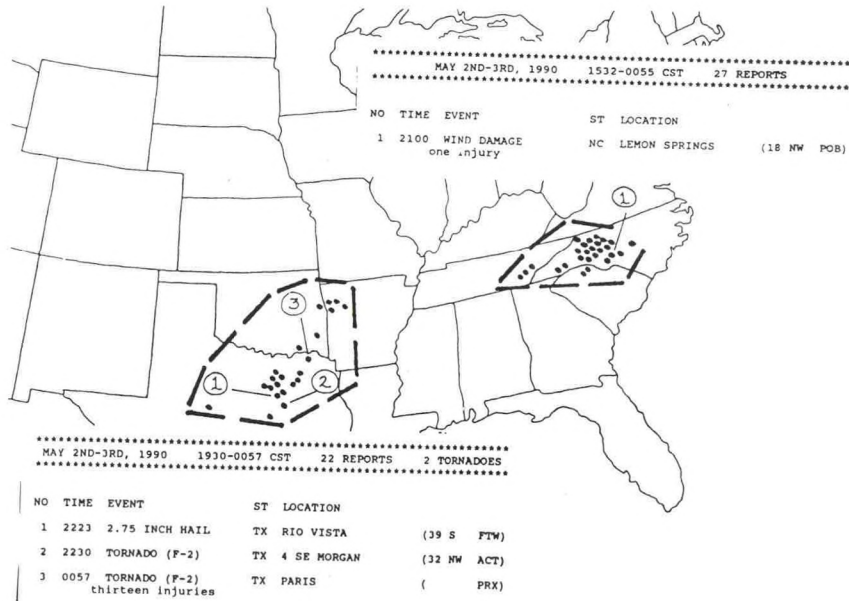 ************************************************************
MAY 2ND-3RD, 1990 1532-0055 CST 27 REPORTS
************************************************************
NO TIME EVENT ST LOCATION
1 2100 WIND DAMAGE NC LEMON SPRINGS (18 NW POB)
one injury
1
3
1
2
************************************************************
MAY 2ND-3RD, 1990 1930-0057 CST 22 REPORTS 2 TORNADOES
************************************************************
NO TIME EVENT ST LOCATION
1 2223 2.75 INCH HAIL TX RIO VISTA (39 S FTW)
2 2230 TORNADO (F-2) TX 4 SE MORGAN (32 NW ACT)
3 0057 TORNADO (F-2) TX PARIS ( PRX)
thirteen injuries